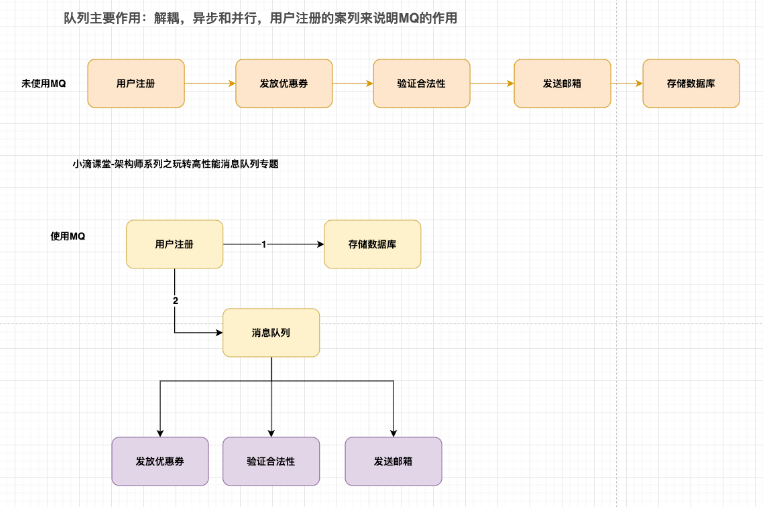 队列主要作用：解耦，异步和并行，用户注册的案列来说明MQ的作用
未使用MQ
用户注册
发放优惠券
验证合法性
发送邮箱
存储数据库
小滴课堂-架构师系列之玩转高性能消息队列专题
使用MQ
用户注册
1
存储数据库
2
消息队列
发放优惠券
验证合法性
发送邮箱